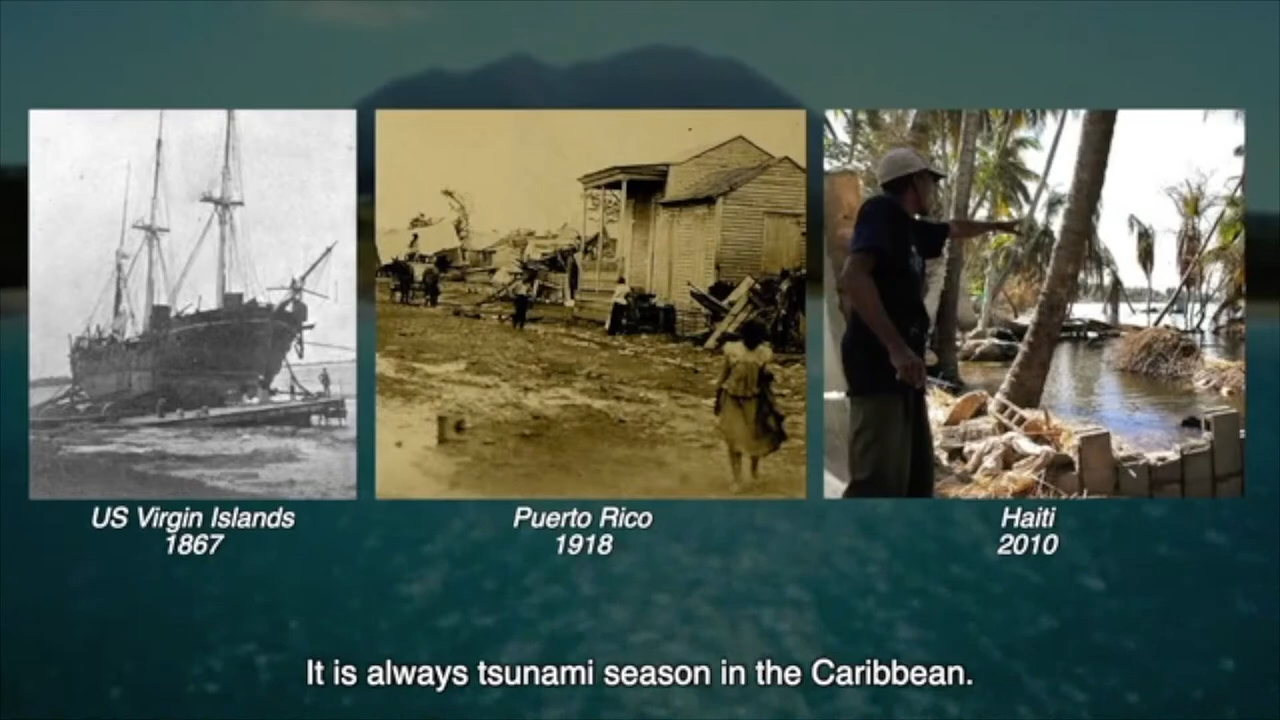 US Virgin Islands
1867
Puerto Rico
1918
Haiti
2010
It is always tsunami season in the Caribbean.